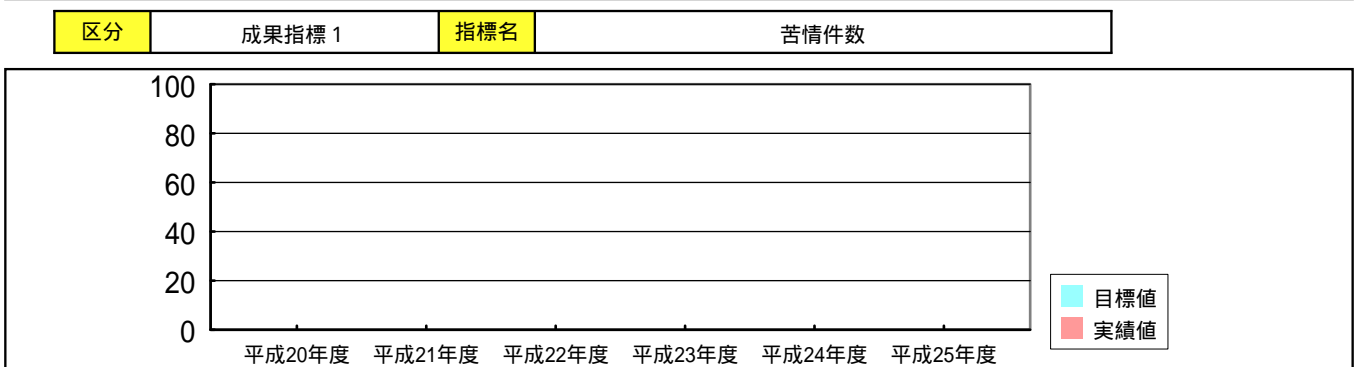 区分 成果指標1 指標名 苦情件数
100
80
60
40
20
0
平成20年度 平成21年度 平成22年度 平成23年度 平成24年度 平成25年度
目標値
実績値